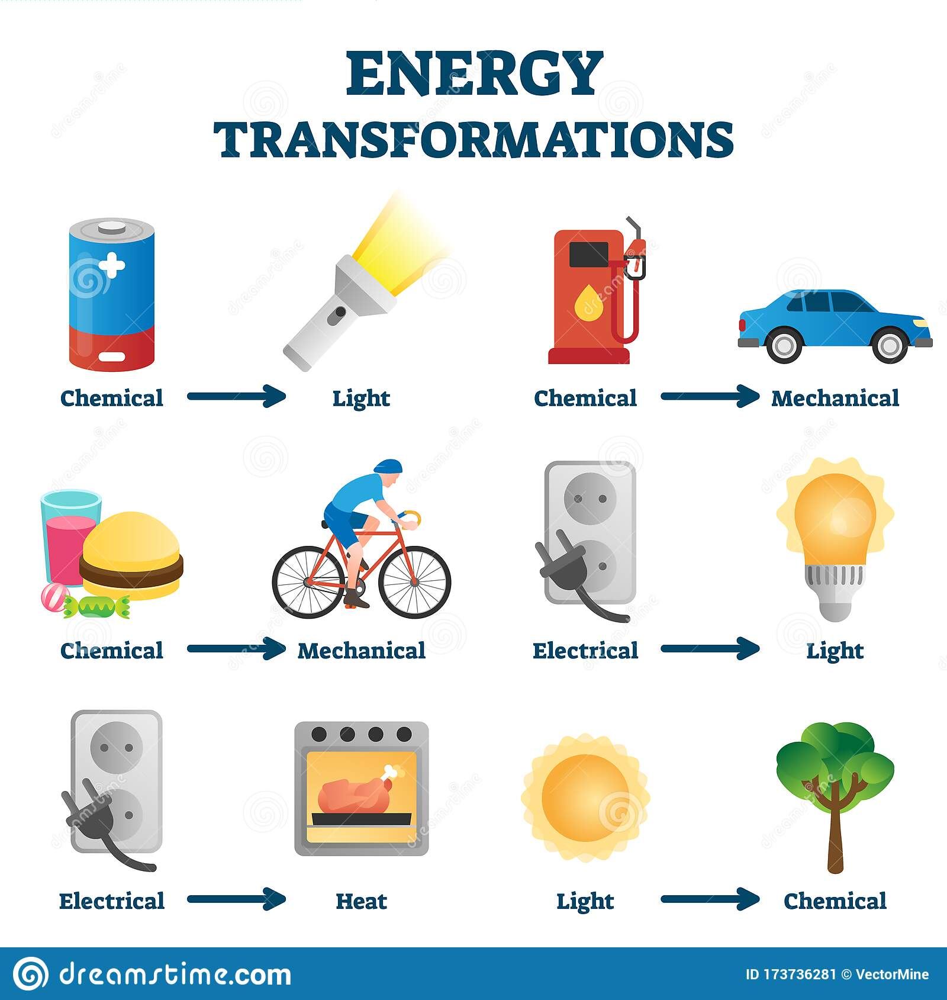 ENERGY
TRANSFORMATIONS
Chemical Light Chemical Mechanical
Chemical Mechanical Electrical Light
Electrical Heat Light Chemical
dreamstime.com ID 173736281 © VectorMine